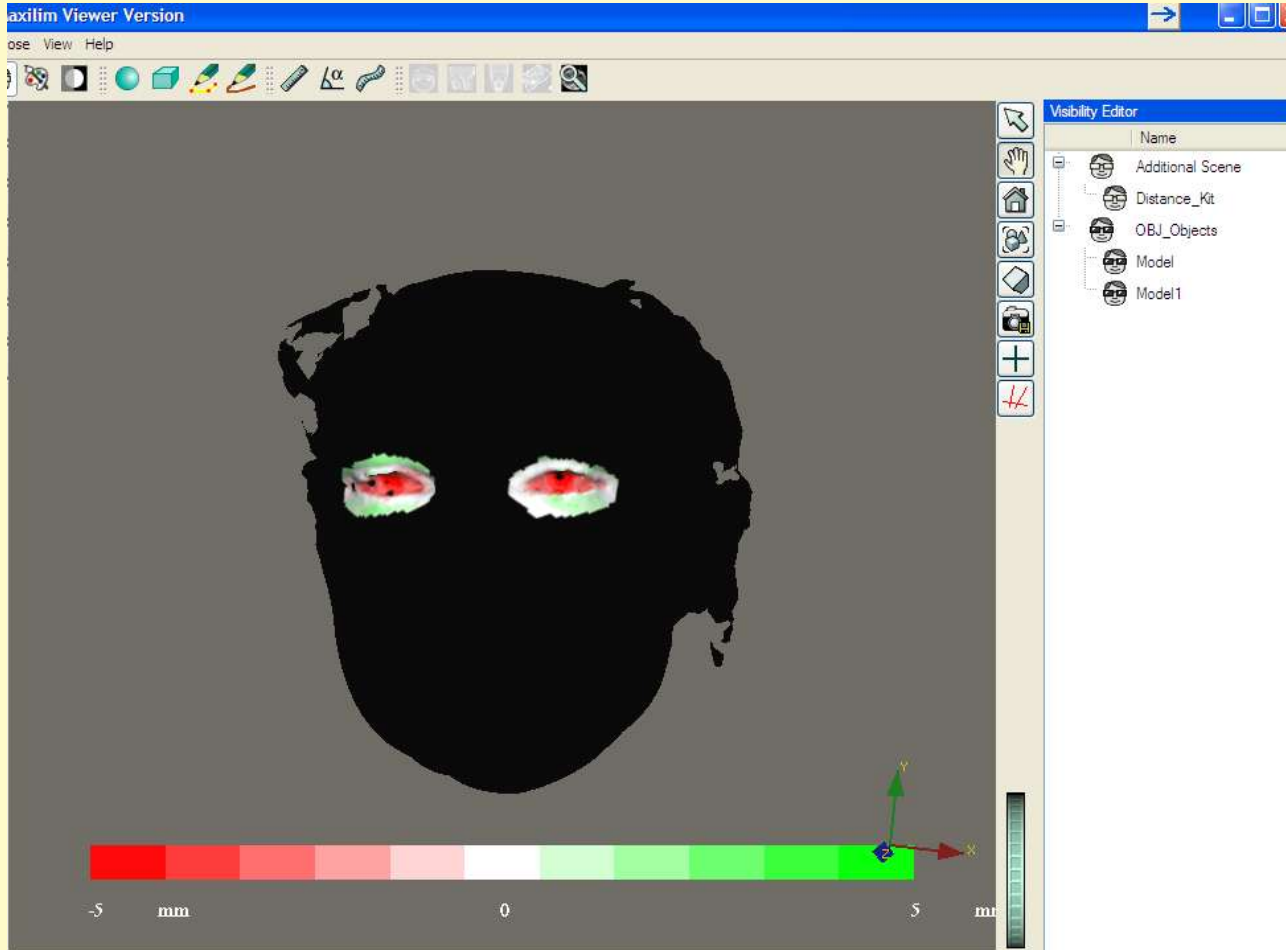 axilim Viewer Version
ose View Help
α
Visibility Editor
Name
Additional Scene
Distance_Kit
OBJ_Objects
Model
Model1
Y
Z X
-5 mm 0 5 mm